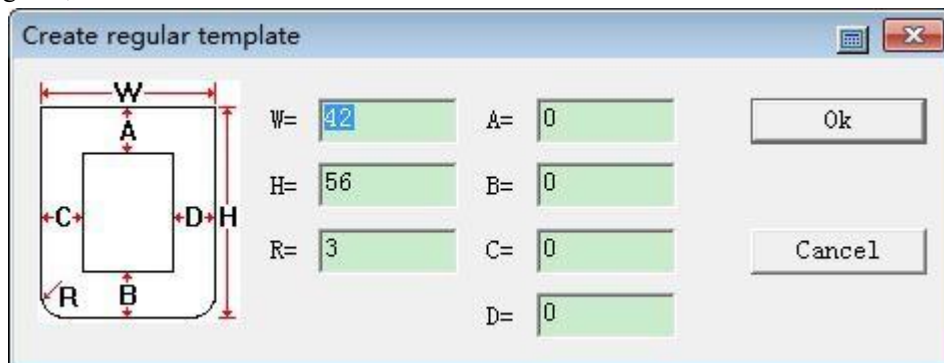 Create regular template
W
A
C
D
H
R
B
W= 42
A= 0
Ok
H= 56
B= 0
R= 3
C= 0
Cancel
D= 0